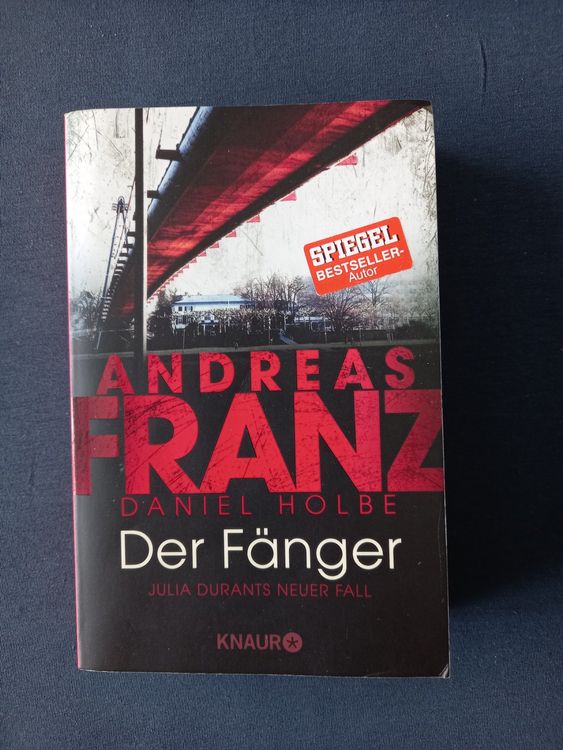 SPIEGEL
BESTSELLER-
Autor
ANDREAS
FRANZ
DANIEL HOLBE
Der Fänger
JULIA DURANTS NEUER FALL
KNAUR